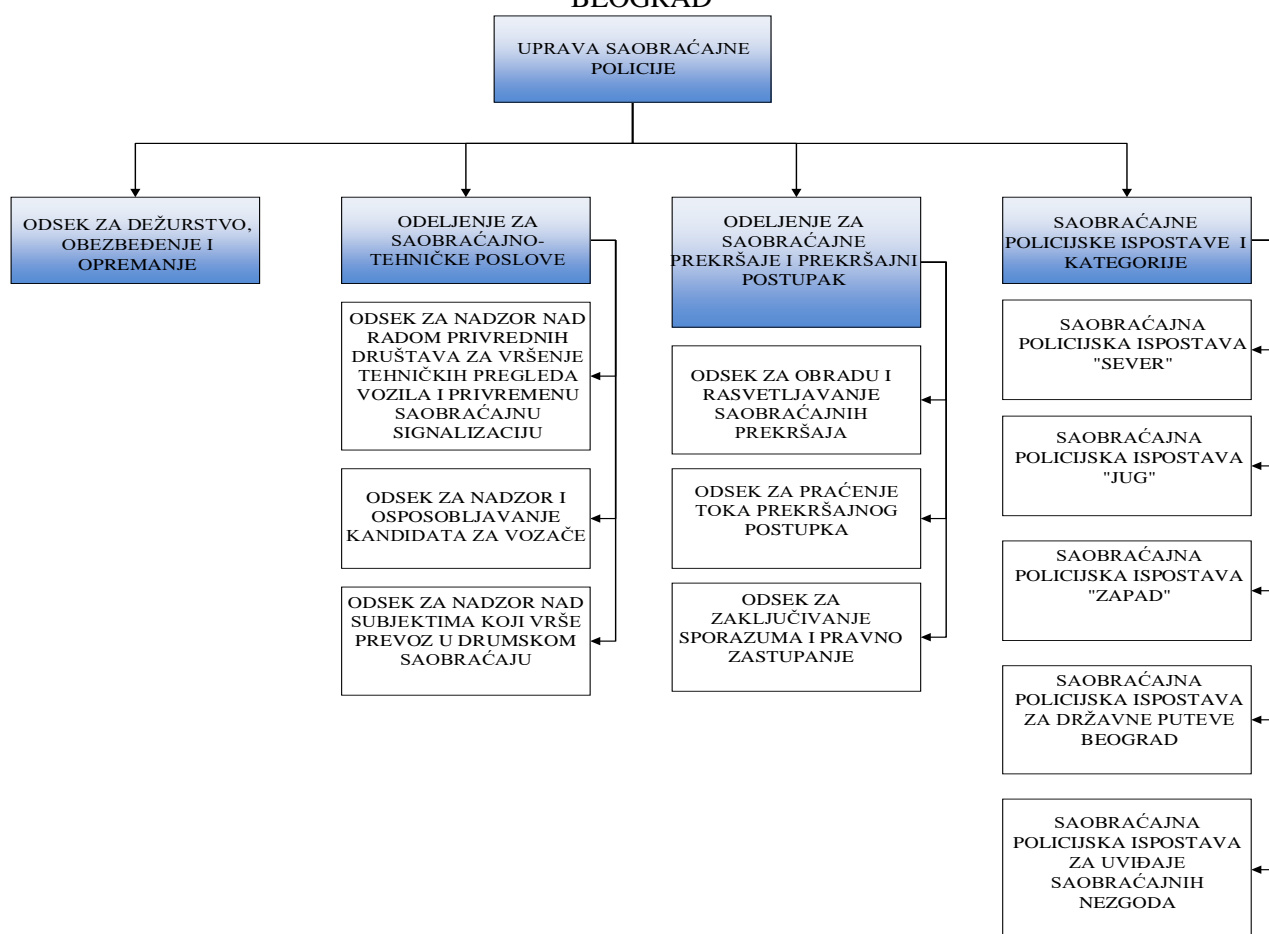 BEOGRAD
UPRAVA SAOBRAĆAJNE
POLICIJE
ODSEK ZA DEŽURSTVO,
OBEZBEĐENJE I
OPREMANJE
ODELJENJE ZA
SAOBRAĆAJNO-
TEHNIČKE POSLOVE
ODSEK ZA NADZOR NAD
RADOM PRIVREDNIH
DRUŠTAVA ZA VRŠENJE
TEHNIČKIH PREGLEDA
VOZILA I PRIVREMENU
SAOBRAĆAJNU
SIGNALIZACIJU
ODSEK ZA NADZOR I
OSPOSOBLJAVANJE
KANDIDATA ZA VOZAČE
ODSEK ZA NADZOR NAD
SUBJEKTIMA KOJI VRŠE
PREVOZ U DRUMSKOM
SAOBRAĆAJU
ODELJENJE ZA
SAOBRAĆAJNE
PREKRŠAJE I PREKRŠAJNI
POSTUPAK
ODSEK ZA OBRADU I
RASVETLJAVANJE
SAOBRAĆAJNIH
PREKRŠAJA
ODSEK ZA PRAĆENJE
TOKA PREKRŠAJNOG
POSTUPKA
ODSEK ZA
ZAKLJUČIVANJE
SPORAZUMA I PRAVNO
ZASTUPANJE
SAOBRAĆAJNE
POLICIJSKE ISPOSTAVE I
KATEGORIJE
SAOBRAĆAJNA
POLICIJSKA ISPOSTAVA
"SEVER"
SAOBRAĆAJNA
POLICIJSKA ISPOSTAVA
"JUG"
SAOBRAĆAJNA
POLICIJSKA ISPOSTAVA
"ZAPAD"
SAOBRAĆAJNA
POLICIJSKA ISPOSTAVA
ZA DRŽAVNE PUTEVE
BEOGRAD
SAOBRAĆAJNA
POLICIJSKA ISPOSTAVA
ZA UVIĐAJE
SAOBRAĆAJNIH
NEZGODA